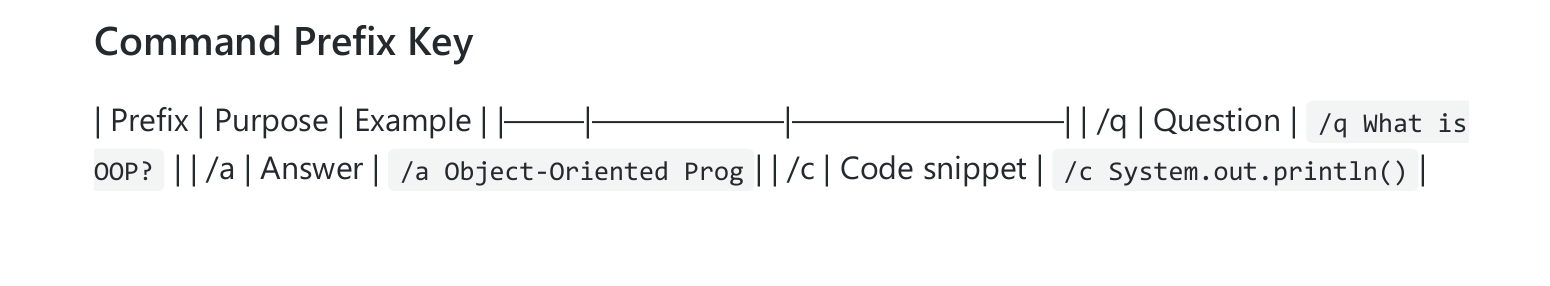 Command Prefix Key
| Prefix | Purpose | Example | |———|———————|——————————| | /q | Question | /q What is
OOP? | | /a | Answer | /a Object-Oriented Prog | | /c | Code snippet | /c System.out.println() |